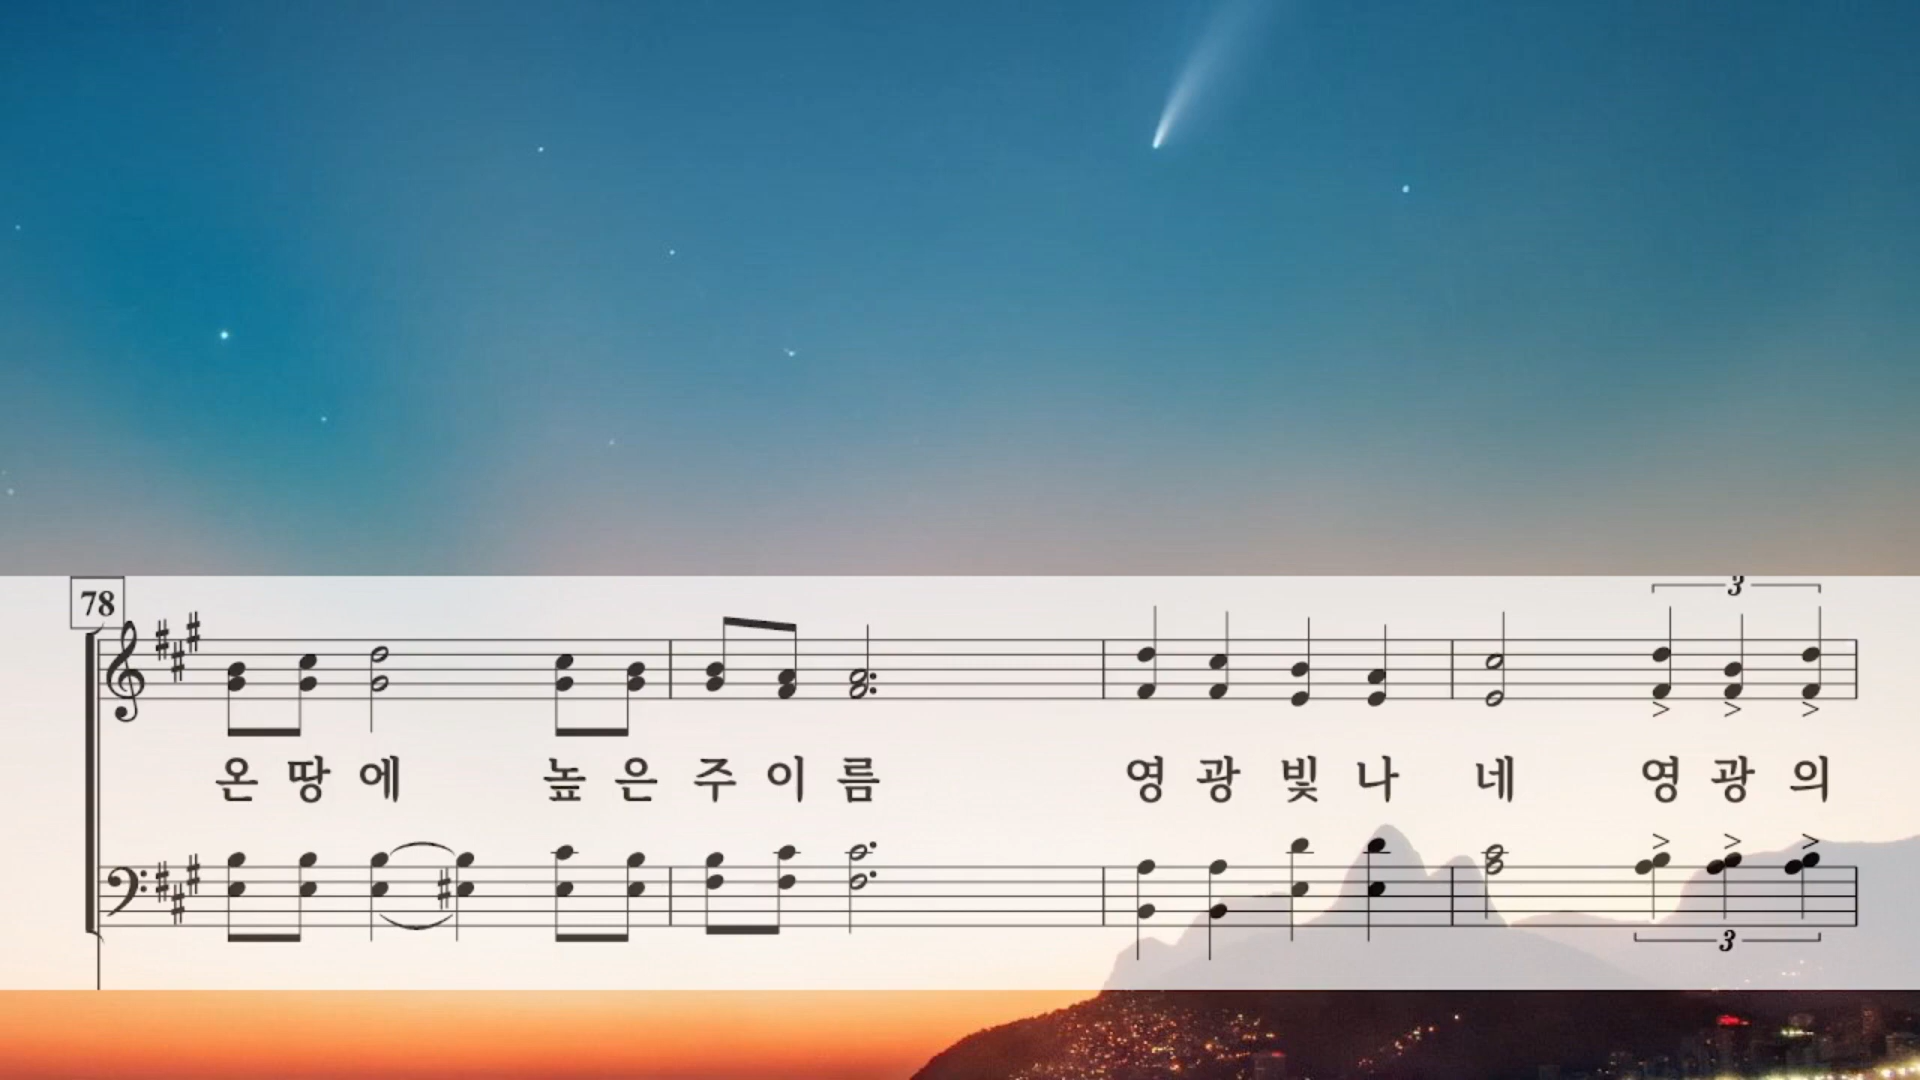 78
3
온 땅 에 높 은 주 이 름 영 광 빛 나 네 영 광 의
3